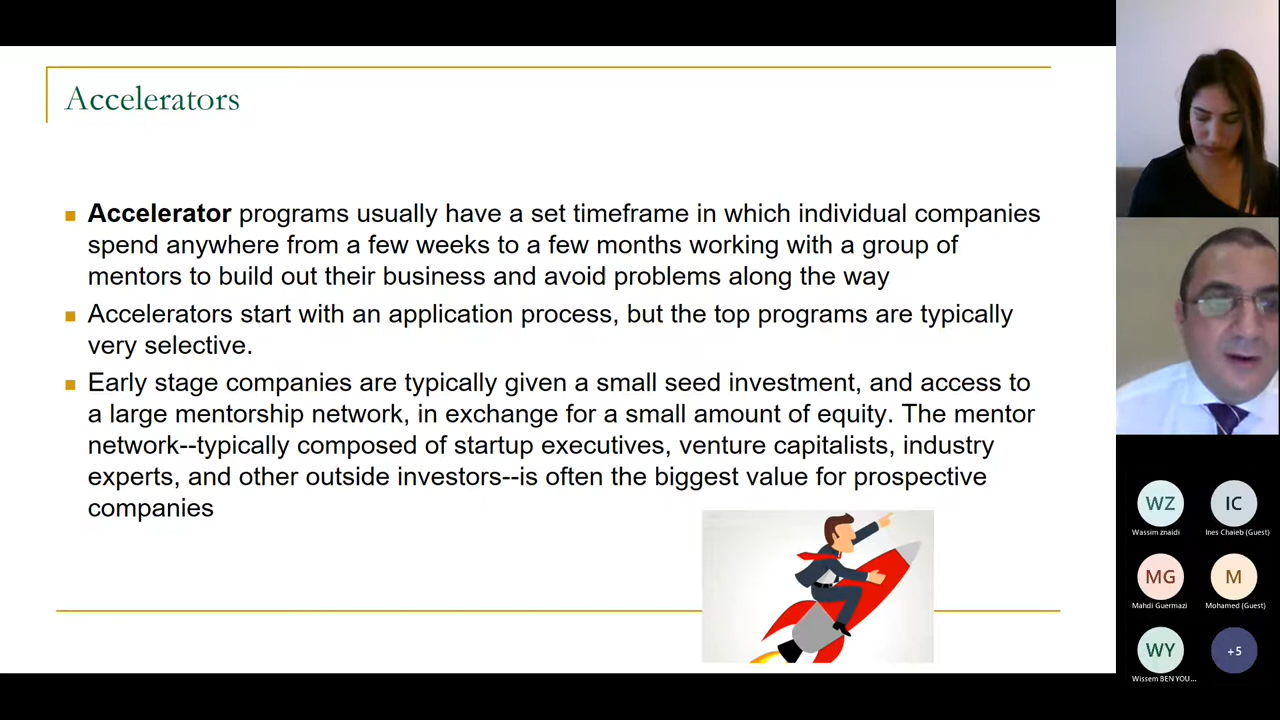 Accelerators
Accelerator programs usually have a set timeframe in which individual companies
spend anywhere from a few weeks to a few months working with a group of
mentors to build out their business and avoid problems along the way
Accelerators start with an application process, but the top programs are typically
very selective.
Early stage companies are typically given a small seed investment, and access to
a large mentorship network, in exchange for a small amount of equity. The mentor
network--typically composed of startup executives, venture capitalists, industry
experts, and other outside investors--is often the biggest value for prospective
companies
WZ
IC
Wassim znaidi
Ines Chaieb (Guest)
MG
M
Mahdi Guermazi
Mohamed (Guest)
WY
+5
Wissem BEN YOU...